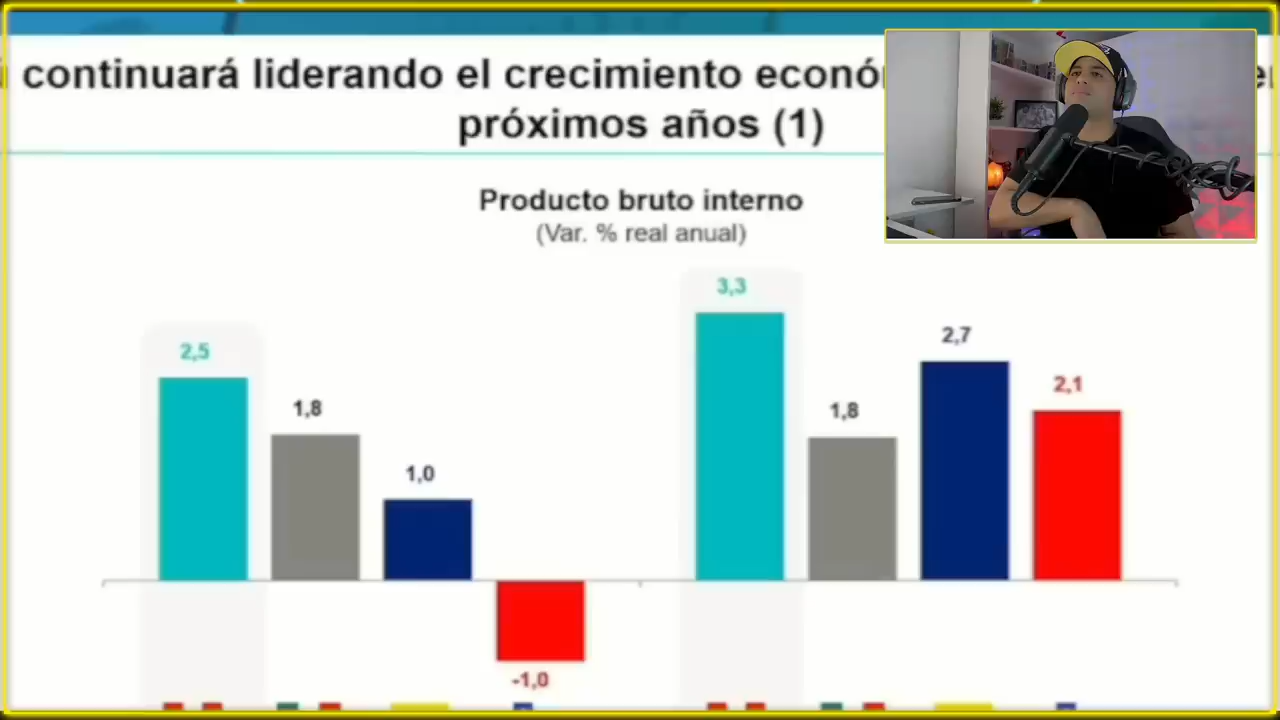 continuará liderando el crecimiento
próximos años (1)
Producto bruto interno
(Var. % real anual)
3,3
2,7
2,5
2,1
1,8
1,8
1,0
-1,0